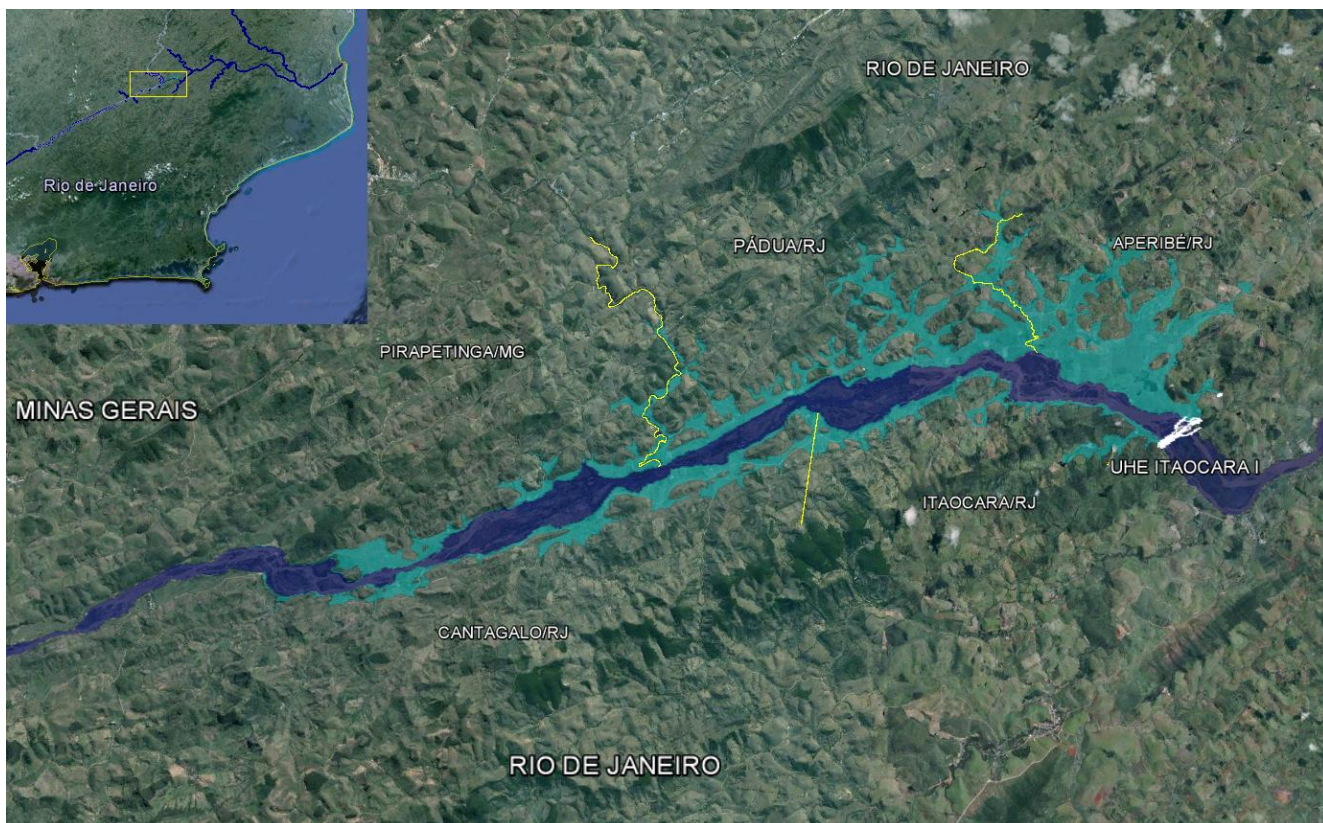 RIO DE JANEIRO
Rio de Janeiro
PÁDUA/RJ
APERIBÉ/RJ
PIRAPETINGA/MG
MINAS GERAIS
UHE ITAOCARA I
ITAOCARA/RJ
CANTAGALO/RJ
RIO DE JANEIRO